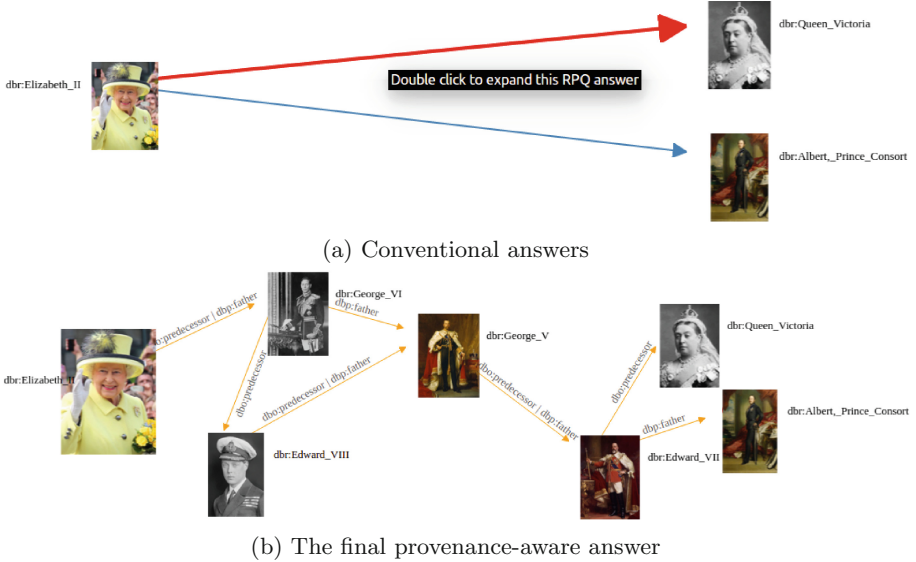 dbr:Queen_Victoria
dbr:Elizabeth_II
Double click to expand this RPQ answer
dbr:Albert,_Prince_Consort
(a) Conventional answers
dbr:George_VI
dbo:predecessor | dbp:father
dbp:father
dbr:Queen_Victoria
dbr:George_V
dbr:Elizabeth_II
dbo:predecessor
dbo:predecessor | dbp:father
dbo:predecessor | dbp:father
dbo:predecessor
dbr:Albert,_Prince_Consort
dbp:father
dbr:Edward_VIII
dbr:Edward_VII
(b) The final provenance-aware answer